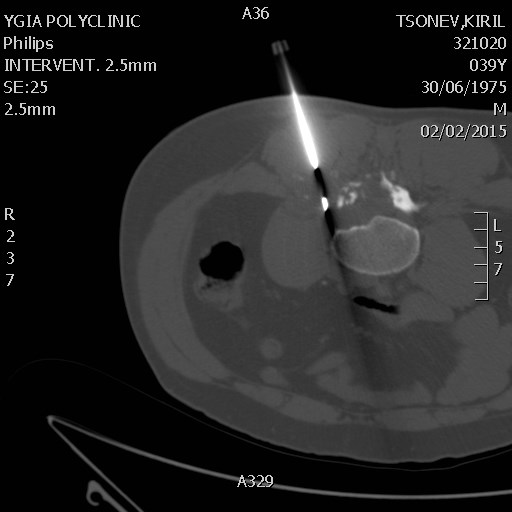 YGIA POLYCLINIC
Philips
INTERVENT. 2.5mm
SE:25
2.5mm
A36
TSONEV,KIRIL
321020
039Y
30/06/1975
M
02/02/2015
R
2
3
7
L
5
7
A329